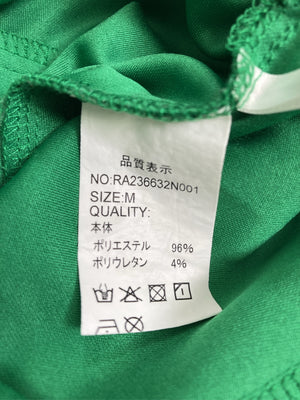 品質表示
NO:RA236632N001
SIZE:M
QUALITY:
本体
ポリエステル 96%
ポリウレタン 4%